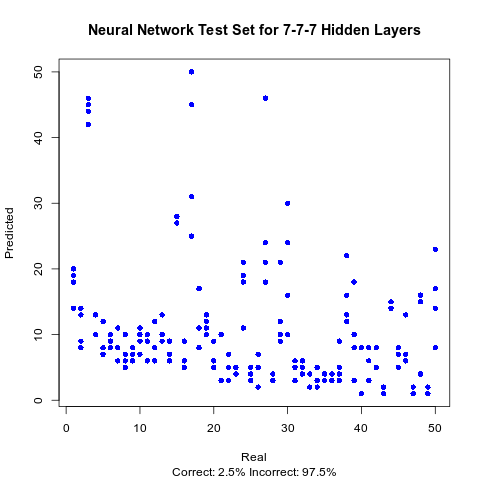 Neural Network Test Set for 7-7-7 Hidden Layers
50
40
30
20
10
0
Predicted
0 10 20 30 40 50
Real
Correct: 2.5% Incorrect: 97.5%